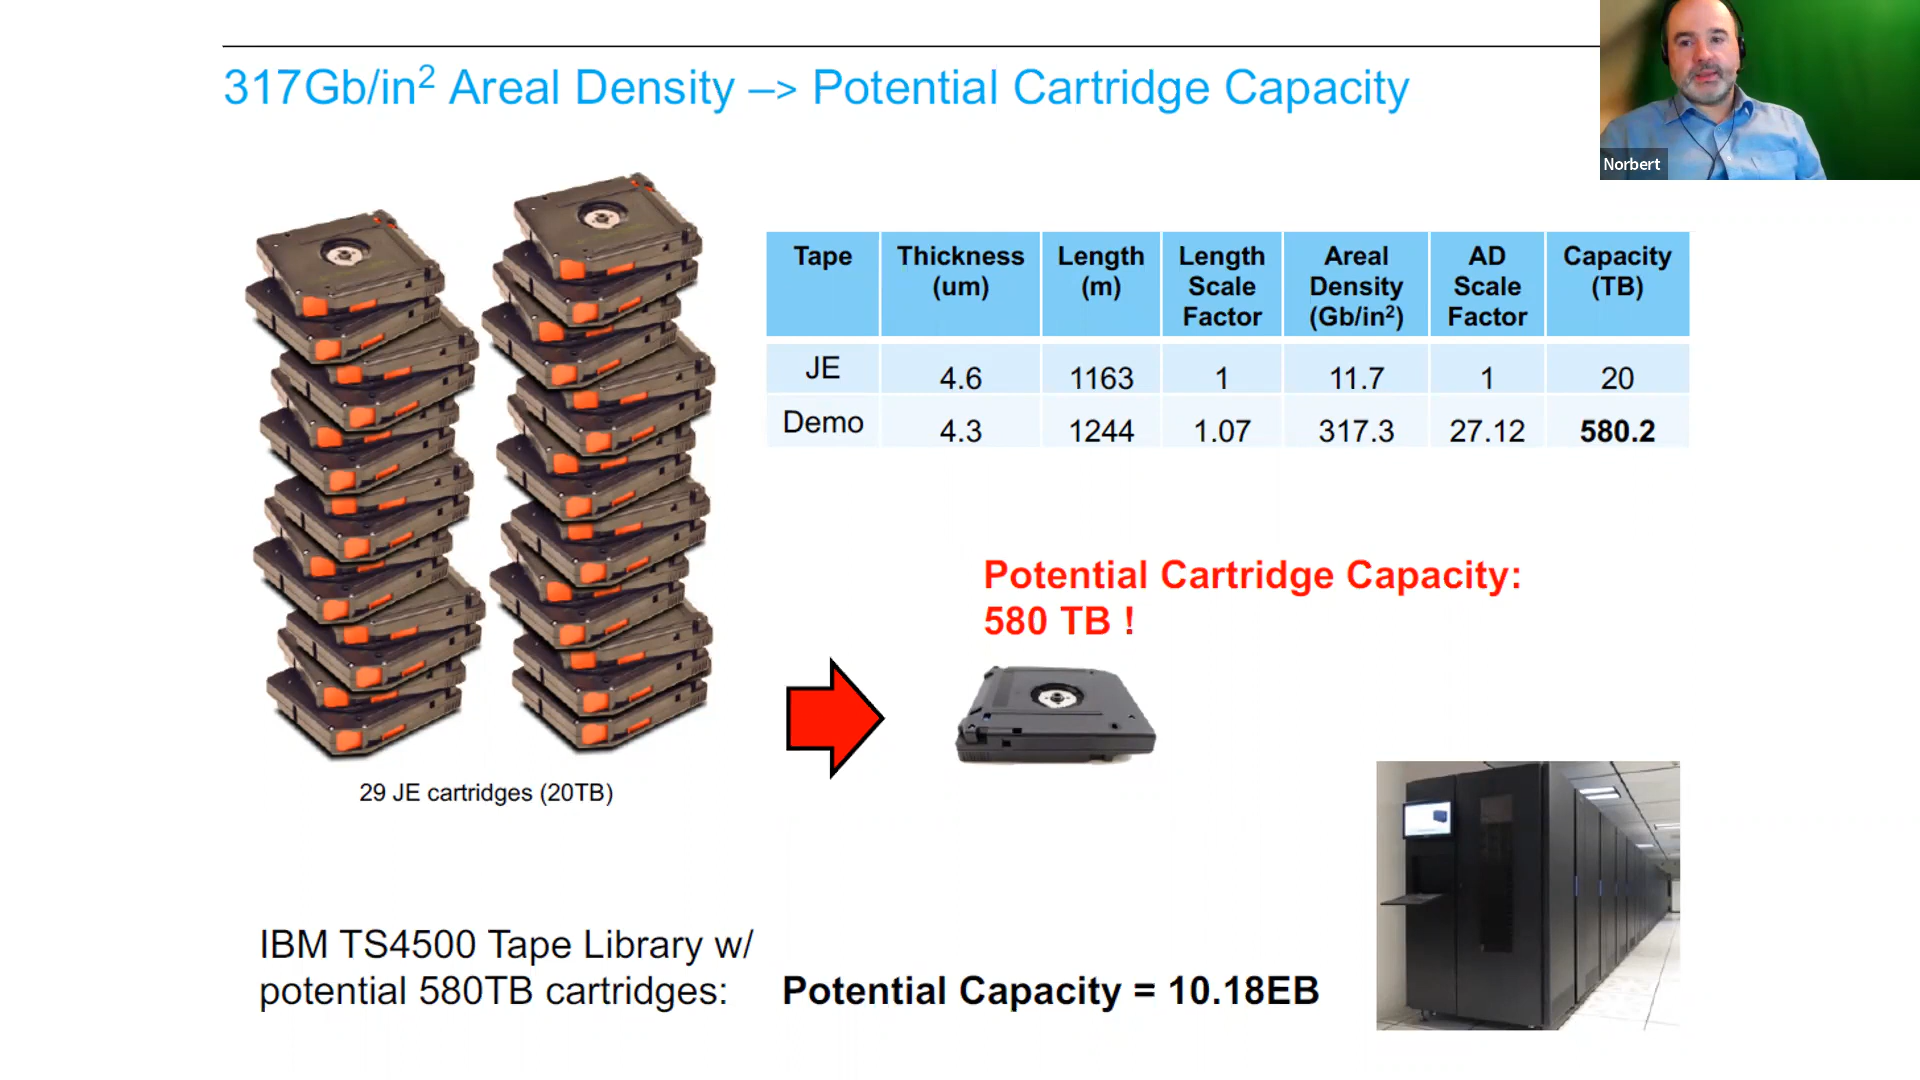 317Gb/in² Areal Density –> Potential Cartridge Capacity
Norbert
Tape Thickness (um) Length (m) Length Scale Factor Areal Density (Gb/in²) AD Scale Factor Capacity (TB)
JE 4.6 1163 1 11.7 1 20
Demo 4.3 1244 1.07 317.3 27.12 580.2
Potential Cartridge Capacity:
580 TB !
29 JE cartridges (20TB)
IBM TS4500 Tape Library w/
potential 580TB cartridges:
Potential Capacity = 10.18EB